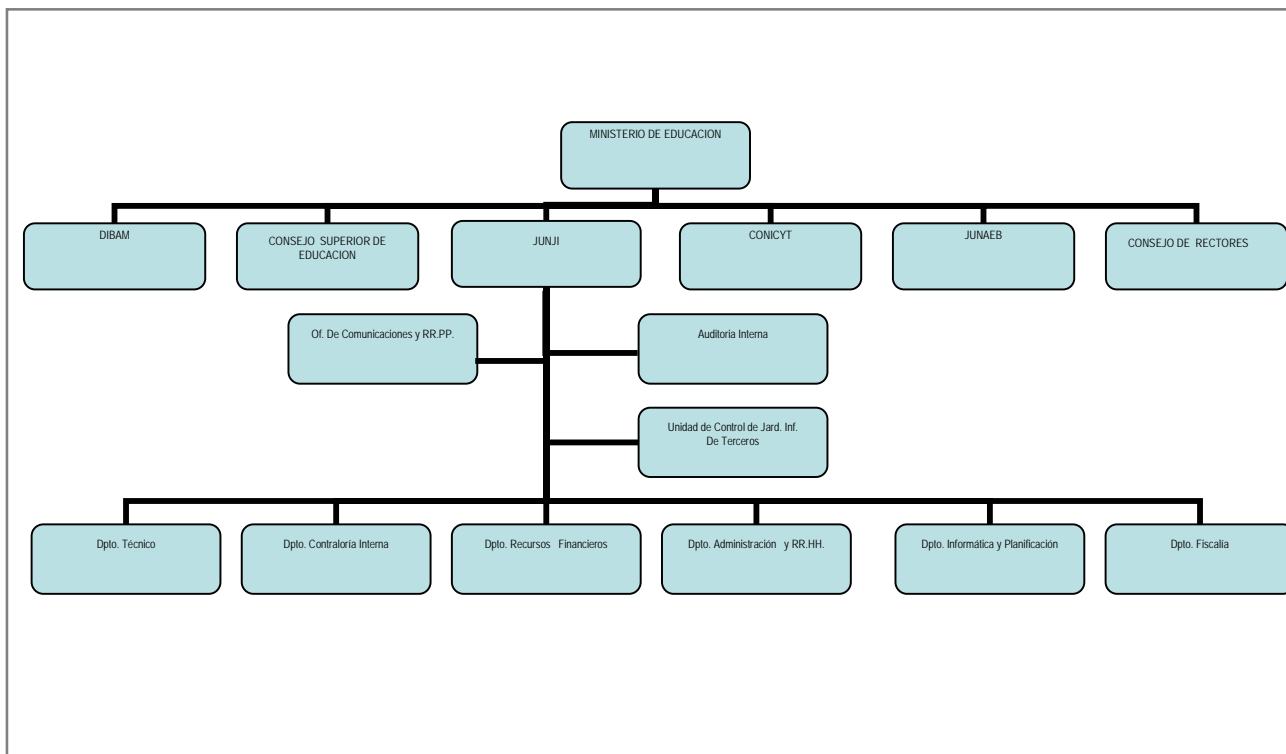 MINISTERIO DE EDUCACION
DIBAM
CONSEJO SUPERIOR DE
EDUCACION
JUNJI
CONICYT
JUNAEB
CONSEJO DE RECTORES
Of. De Comunicaciones y RR.PP.
Auditoria Interna
Unidad de Control de Jard. Inf.
De Terceros
Dpto. Técnico
Dpto. Contraloría Interna
Dpto. Recursos Financieros
Dpto. Administración y RR.HH.
Dpto. Informática y Planificación
Dpto. Fiscalía